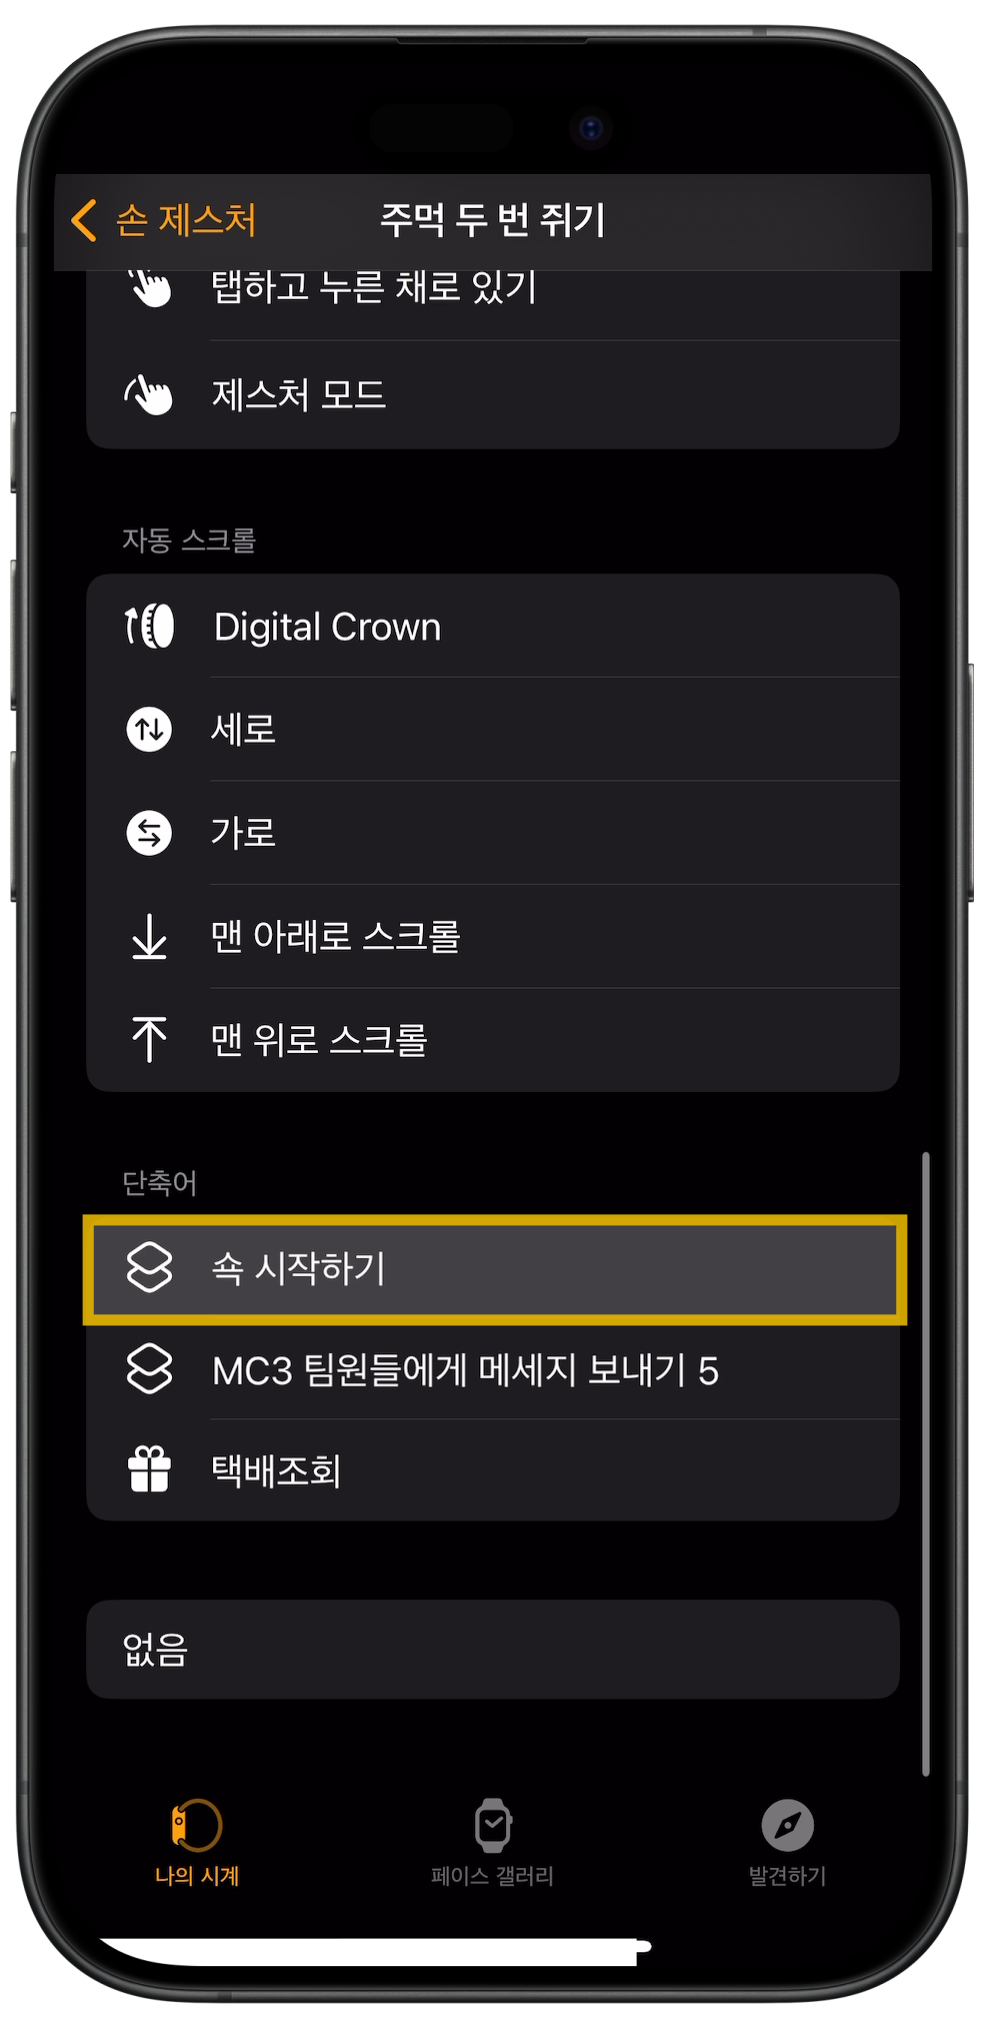 손 제스처
주먹 두 번 쥐기
탭하고 누른 채로 있기
제스처 모드
자동 스크롤
Digital Crown
세로
가로
맨 아래로 스크롤
맨 위로 스크롤
단축어
쇽 시작하기
MC3 팀원들에게 메세지 보내기 5
택배조회
없음
나의 시계
페이스 갤러리
발견하기